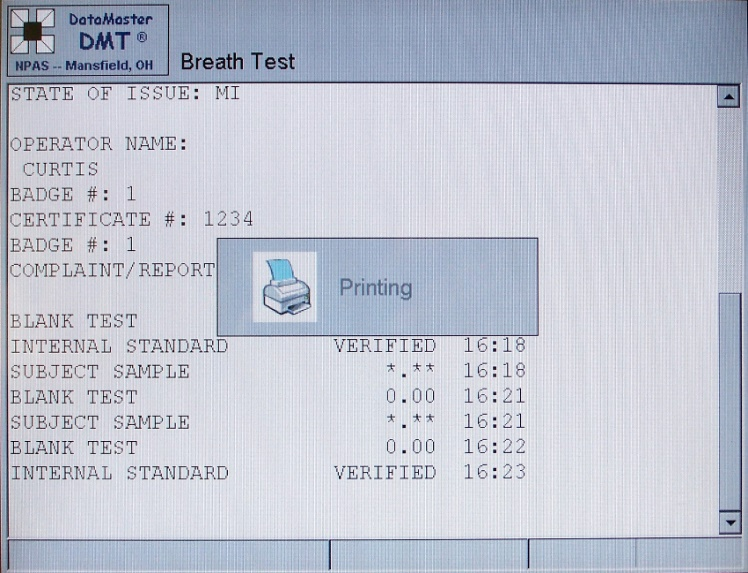 DataMaster
DMT ®
NPAS -- Mansfield, OH
Breath Test
STATE OF ISSUE: MI
OPERATOR NAME:
CURTIS
BADGE #: 1
CERTIFICATE #: 1234
BADGE #: 1
COMPLAINT/REPORT
Printing
BLANK TEST
INTERNAL STANDARD VERIFIED 16:18
SUBJECT SAMPLE *.** 16:18
BLANK TEST 0.00 16:21
SUBJECT SAMPLE *.** 16:21
BLANK TEST 0.00 16:22
INTERNAL STANDARD VERIFIED 16:23